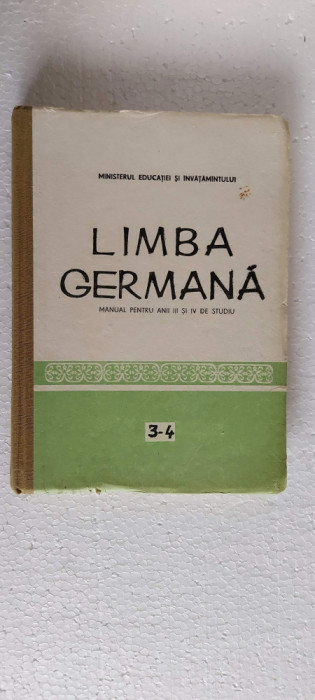 MINISTERUL EDUCAȚIEI ȘI ÎNVĂȚĂMÎNTULUI
LIMBA
GERMANĂ
MANUAL PENTRU ANII III ȘI IV DE STUDIU
3-4